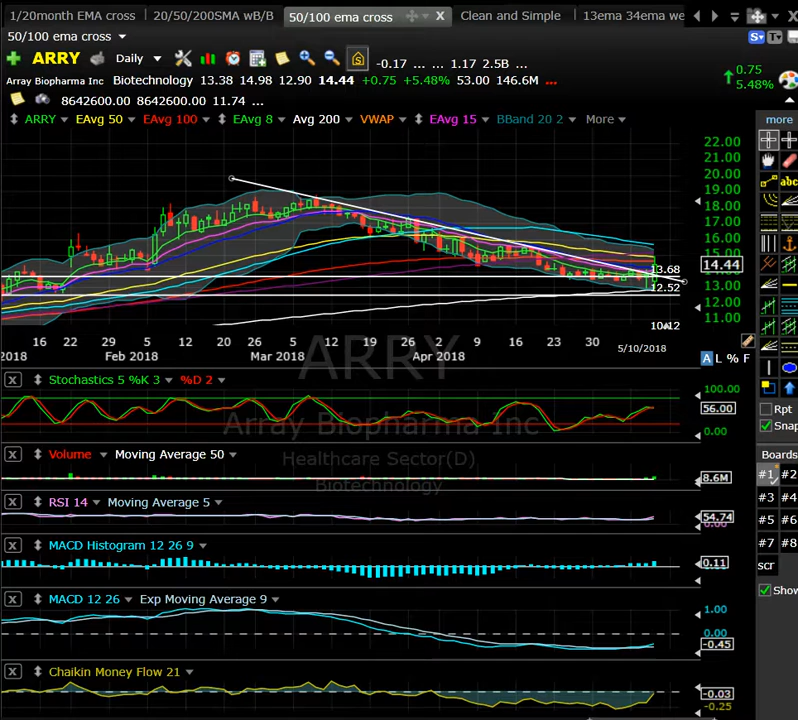 1/20month EMA cross 20/50/200SMA wB/B 50/100 ema cross X Clean and Simple 13ema 34ema we
50/100 ema cross
ARRY Daily -0.17 ... ... 1.17 2.5B ...
Array Biopharma Inc Biotechnology 13.38 14.98 12.90 14.44 +0.75 +5.48% 53.00 146.6M ...
0.75
5.48%
8642600.00 8642600.00 11.74 ...
ARRY EAvg 50 EAvg 100 EAvg 8 Avg 200 VWAP EAvg 15 BBand 20 2 More
more
abc
22.00
21.00
20.00
19.00
18.00
17.00
16.00
15.00
14.44
13.68
13.00
12.52
12.00
11.00
10.12
16 22 29 5 12 20 26 5 12 19 26 2 9 16 23 30 5/10/2018
2018 Feb 2018 Mar 2018 Apr 2018
A L % F
ARRY
Array Biopharma Inc
Healthcare Sector(D)
Biotechnology
X Stochastics 5 %K 3 %D 2
100.00
56.00
0.00
Rpt
Snap
X Volume Moving Average 50
8.6M
Boards
#1 #2
#3 #4
#5 #6
#7 #8
scr
Show
X RSI 14 Moving Average 5
54.74
0.00
X MACD Histogram 12 26 9
0.11
X MACD 12 26 Exp Moving Average 9
1.00
0.00
-0.45
X Chaikin Money Flow 21
-0.03
-0.25